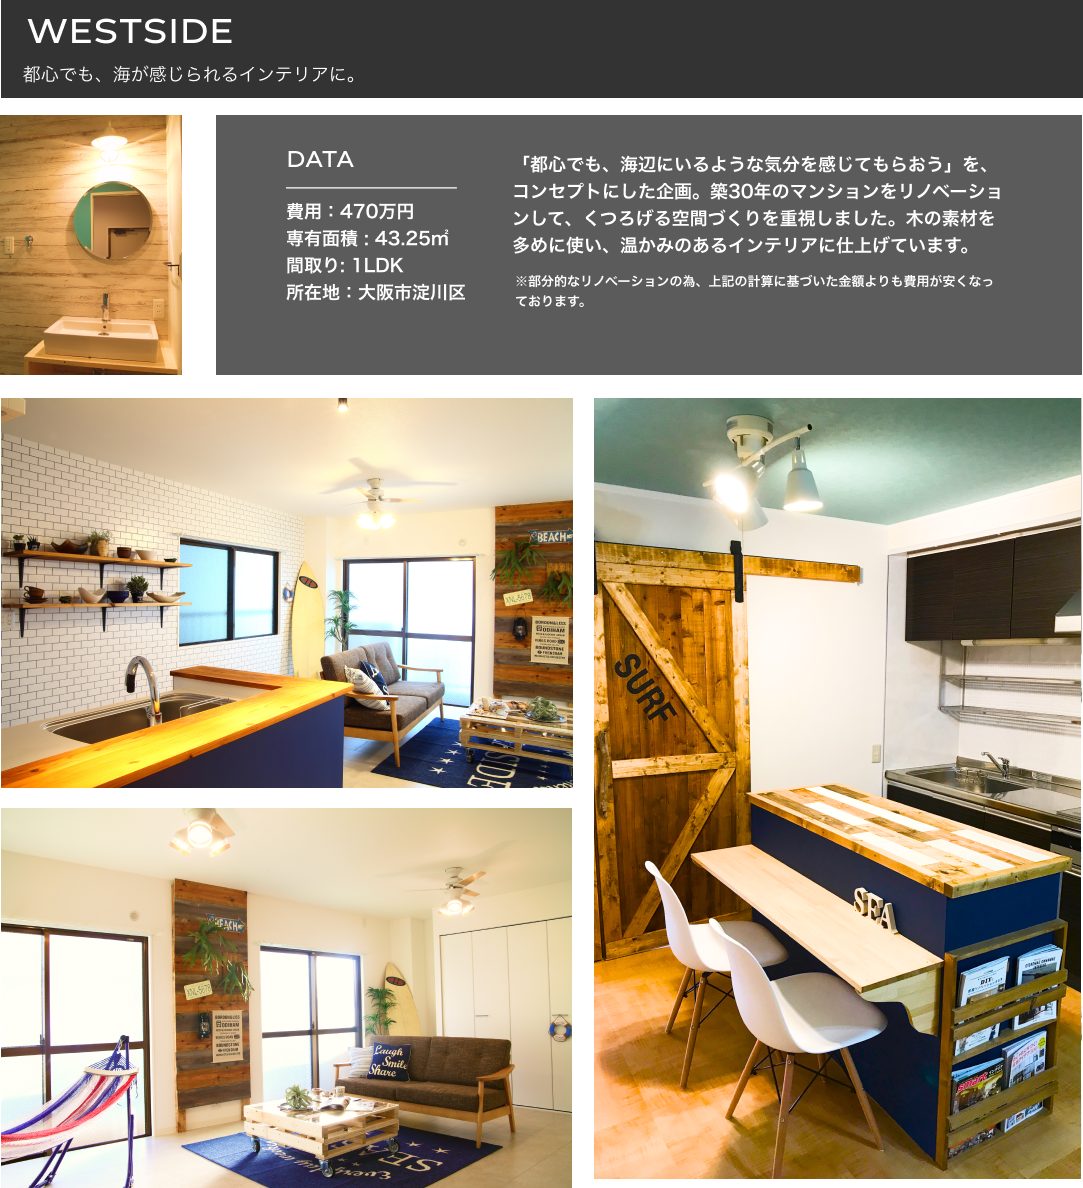 WESTSIDE
都心でも、海が感じられるインテリアに。
DATA
費用：470万円
専有面積 : 43.25㎡
間取り: 1LDK
所在地：大阪市淀川区
「都心でも、海辺にいるような気分を感じてもらおう」を、
コンセプトにした企画。築30年のマンションをリノベーショ
ンして、くつろげる空間づくりを重視しました。木の素材を
多めに使い、温かみのあるインテリアに仕上げています。
※部分的なリノベーションの為、上記の計算に基づいた金額よりも費用が安くなっ
ております。
BEACH
XNL·5678
SIDE
SURF
SEA
DIY
BEACH
XNL·5678
Laugh
Smile
Share
SEA